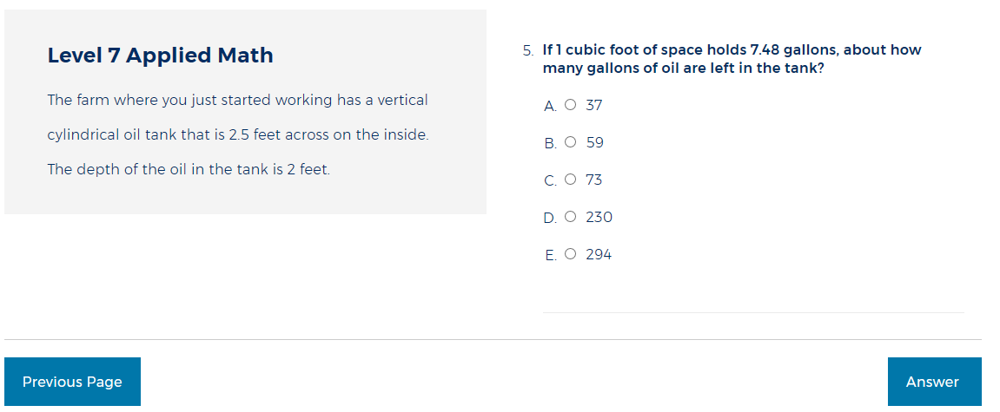 Level 7 Applied Math
The farm where you just started working has a vertical
cylindrical oil tank that is 2.5 feet across on the inside.
The depth of the oil in the tank is 2 feet.
5. If 1 cubic foot of space holds 7.48 gallons, about how
many gallons of oil are left in the tank?
A. 37
B. 59
C. 73
D. 230
E. 294
Previous Page
Answer